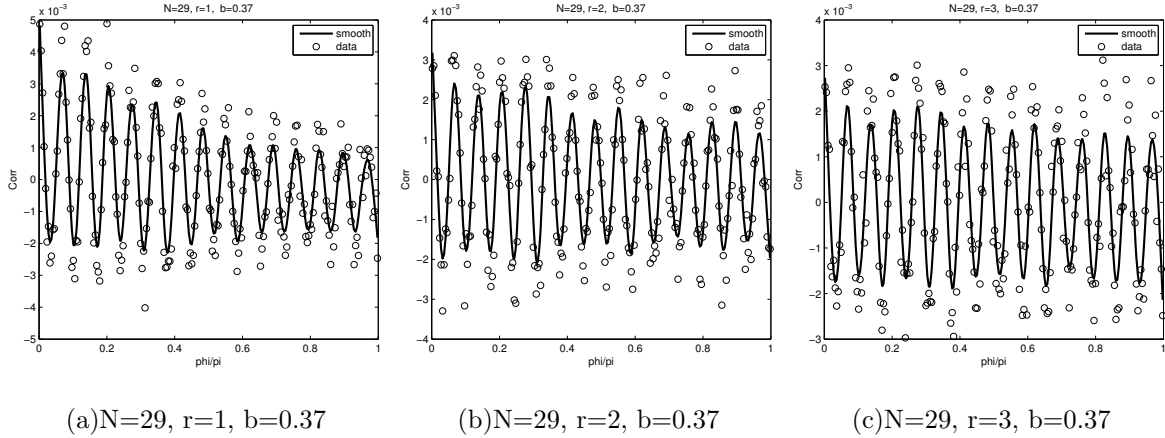 N=29, r=1, b=0.37
x 10⁻³
5
4
3
2
1
0
−1
−2
−3
−4
−5
0 0.2 0.4 0.6 0.8 1
phi/pi
Corr
smooth
data
N=29, r=2, b=0.37
x 10⁻³
4
3
2
1
0
−1
−2
−3
−4
0 0.2 0.4 0.6 0.8 1
phi/pi
Corr
smooth
data
N=29, r=3, b=0.37
x 10⁻³
4
3
2
1
0
−1
−2
−3
0 0.2 0.4 0.6 0.8 1
phi/pi
Corr
smooth
data
(a)N=29, r=1, b=0.37
(b)N=29, r=2, b=0.37
(c)N=29, r=3, b=0.37